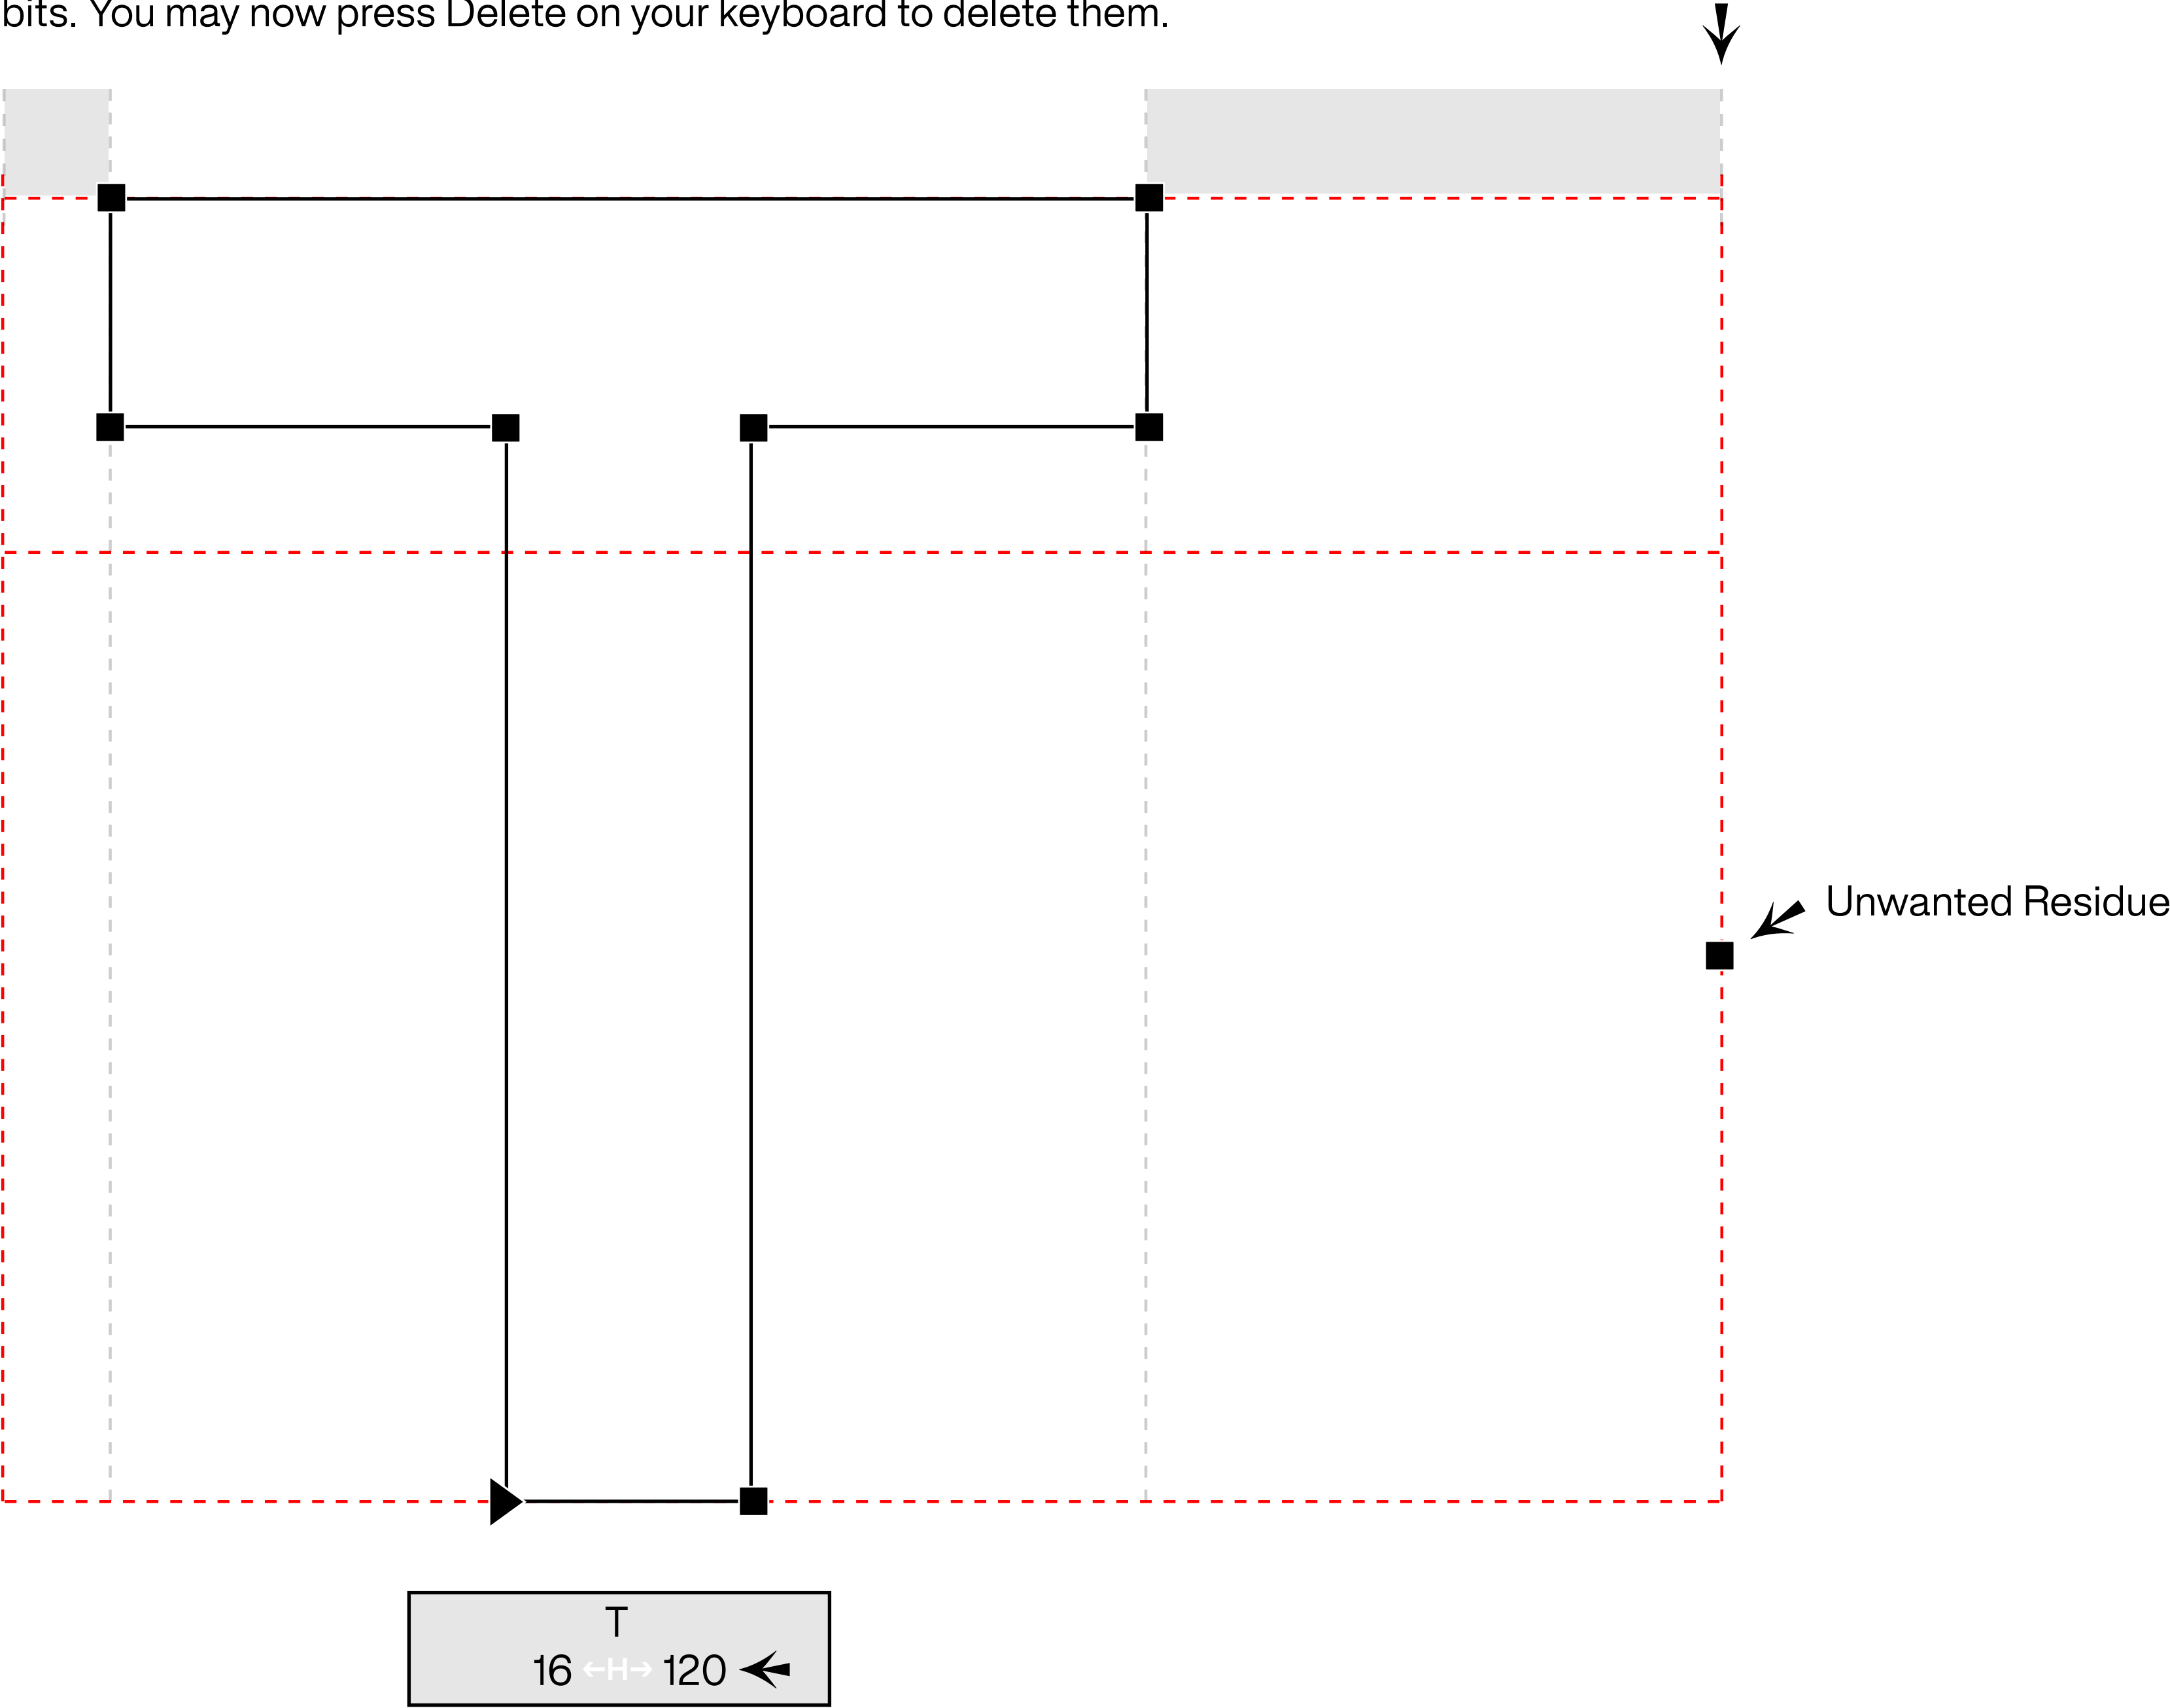 bits. You may now press Delete on your keyboard to delete them.
Unwanted Residue
T
16 ←H→ 120